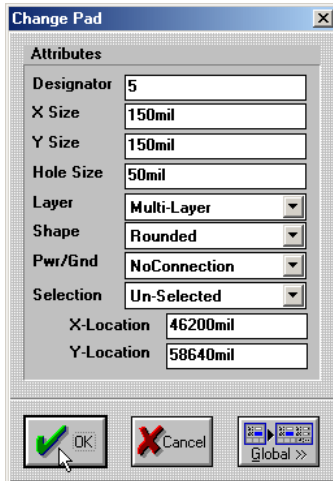 Change Pad
Attributes
Designator 5
X Size 150mil
Y Size 150mil
Hole Size 50mil
Layer Multi-Layer
Shape Rounded
Pwr/Gnd NoConnection
Selection Un-Selected
X-Location 46200mil
Y-Location 58640mil
OK Cancel Global >>